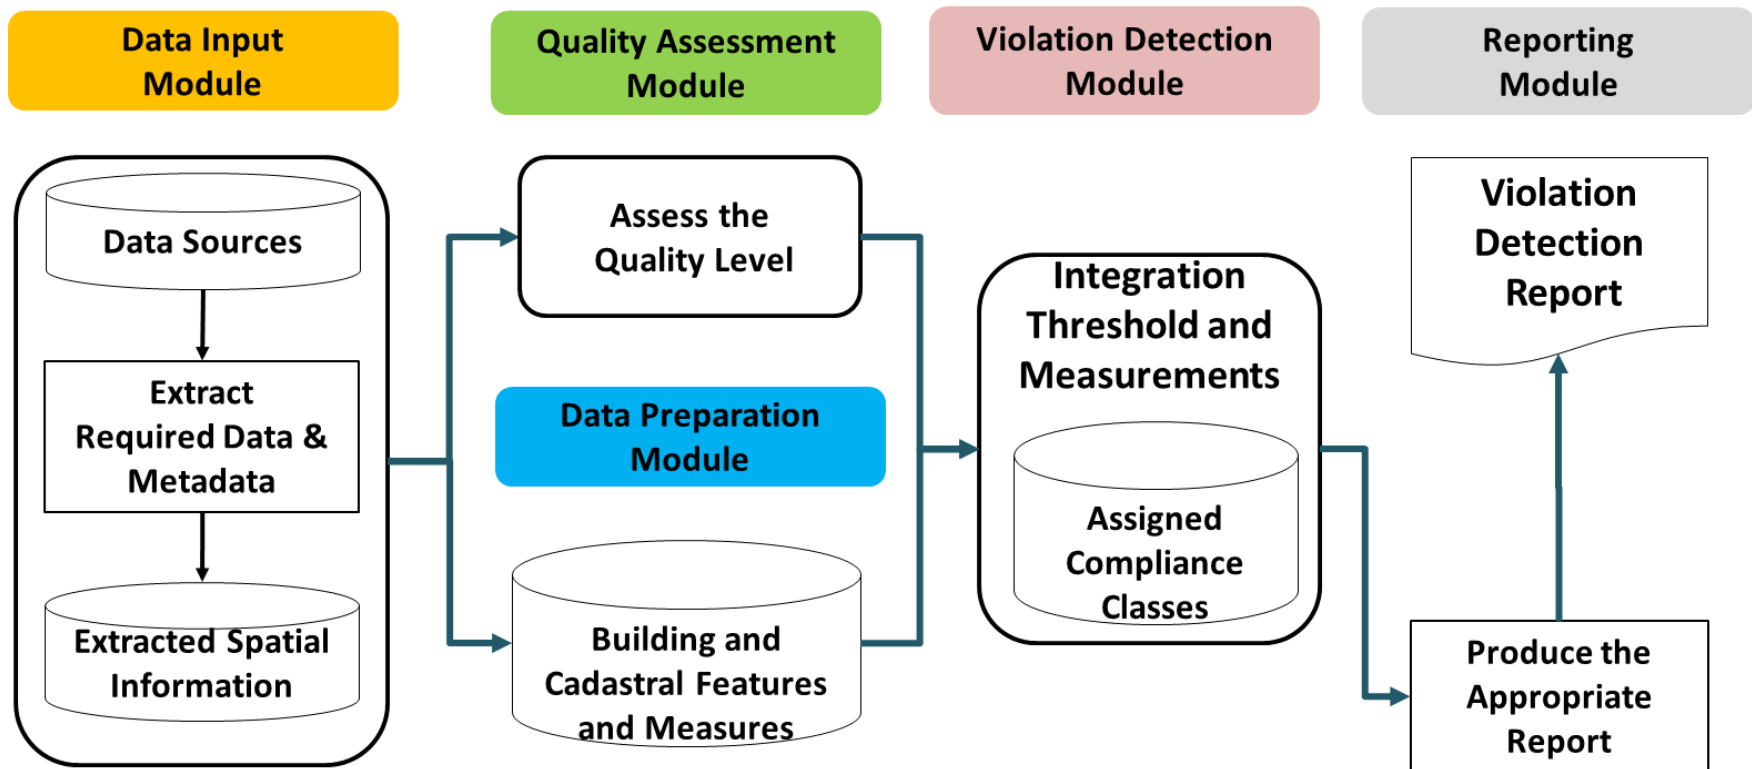 Data Input
Module
Quality Assessment
Module
Violation Detection
Module
Reporting
Module
Data Sources
Extract
Required Data &
Metadata
Extracted Spatial
Information
Assess the
Quality Level
Data Preparation
Module
Building and
Cadastral Features
and Measures
Integration
Threshold and
Measurements
Assigned
Compliance
Classes
Violation
Detection
Report
Produce the
Appropriate
Report